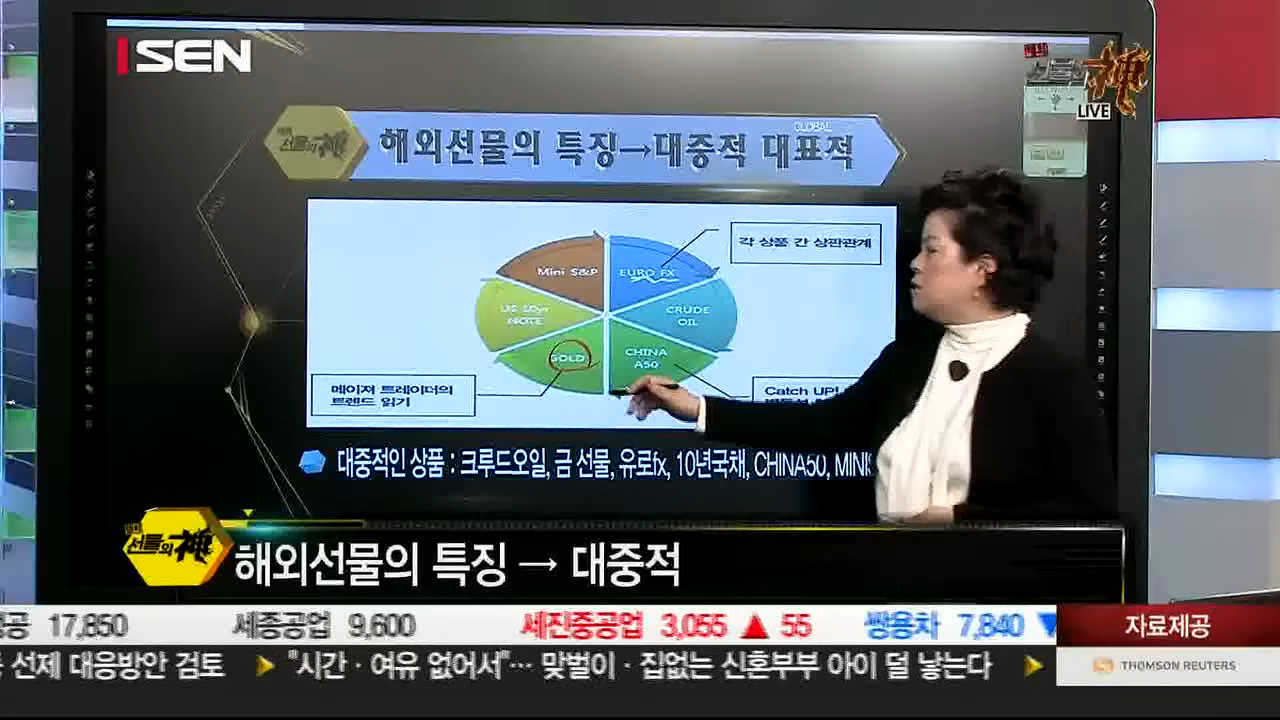 SEN
LIVE
GLOBAL
해외선물의 특징→대중적 대표적
각 상품 간 상관관계
Mini S&P
EURO FX
US 10yr
NOTE
CRUDE
OIL
GOLD
CHINA
A50
메이져 트레이더의
트렌드 읽기
Catch UP!
대중적인 상품 : 크루드오일, 금 선물, 유로fx, 10년국채, CHINA50, MINI
선물의 神
해외선물의 특징 → 대중적
17,850 세종공업 9,600 세진중공업 3,055 ▲ 55 쌍용차 7,840 ▼
자료제공
선제 대응방안 검토 ▶ "시간·여유 없어서"… 맞벌이·집없는 신혼부부 아이 덜 낳는다 ▶
THOMSON REUTERS